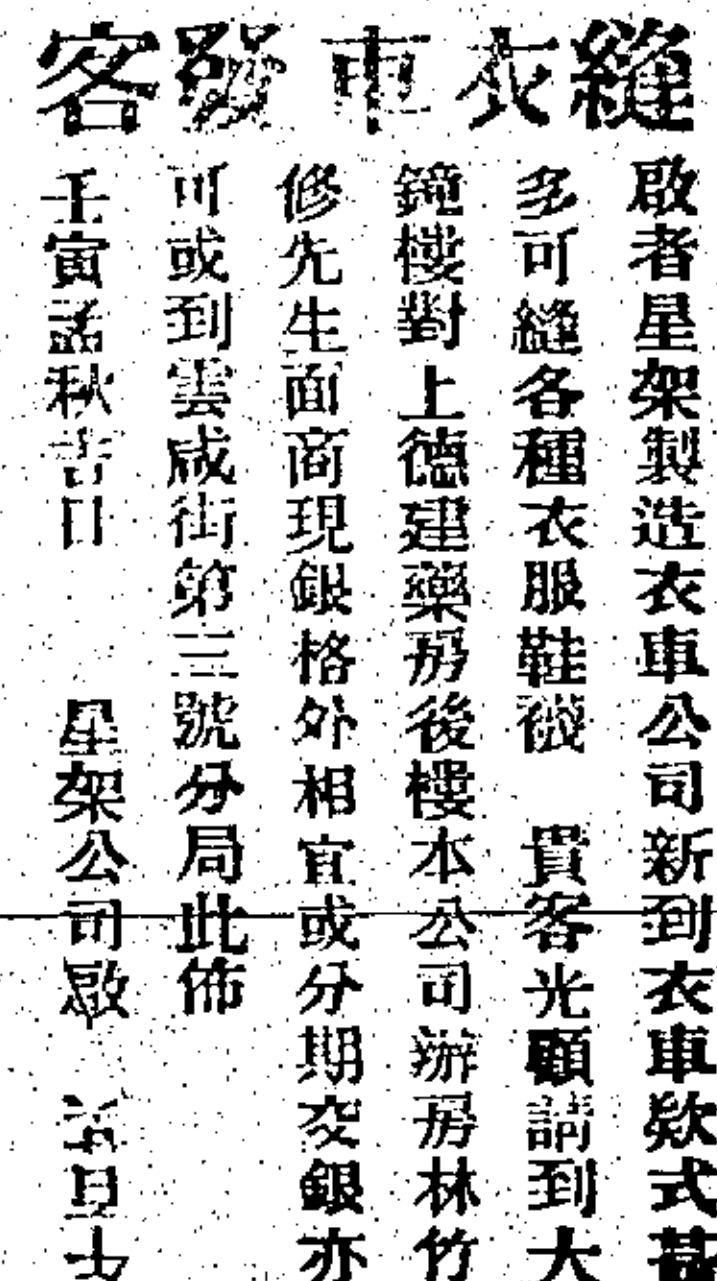 縫衣車發客
啟者星架製造衣車公司新到衣車欵式甚
多可縫各種衣服鞋襪 貴客光顧請到大
鐘樓對上德建藥房後樓本公司辦房林竹
修先生面商現銀格外相宜或分期交銀亦
可或到雲咸街第三號分局此佈
壬寅孟秋吉日 星架公司啟